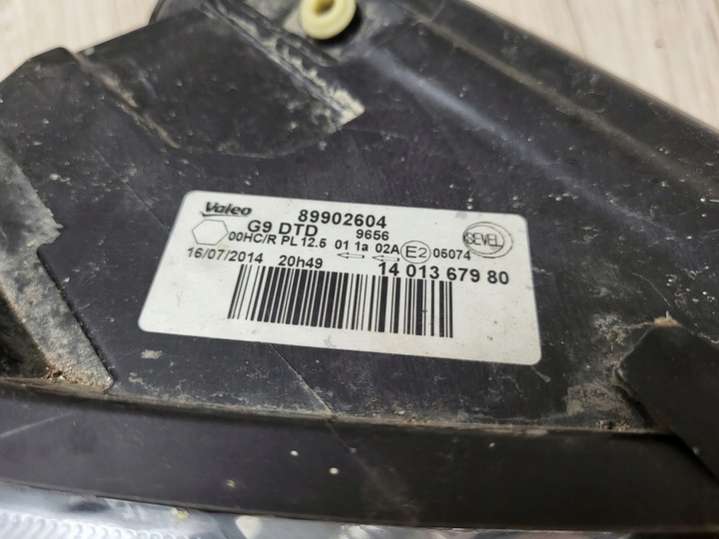 Valeo 89902604
G9 DTD 9656
00HC/R PL 12.5 01 1a 02A E2 05074 SEVEL
16/07/2014 20h49 14 013 679 80